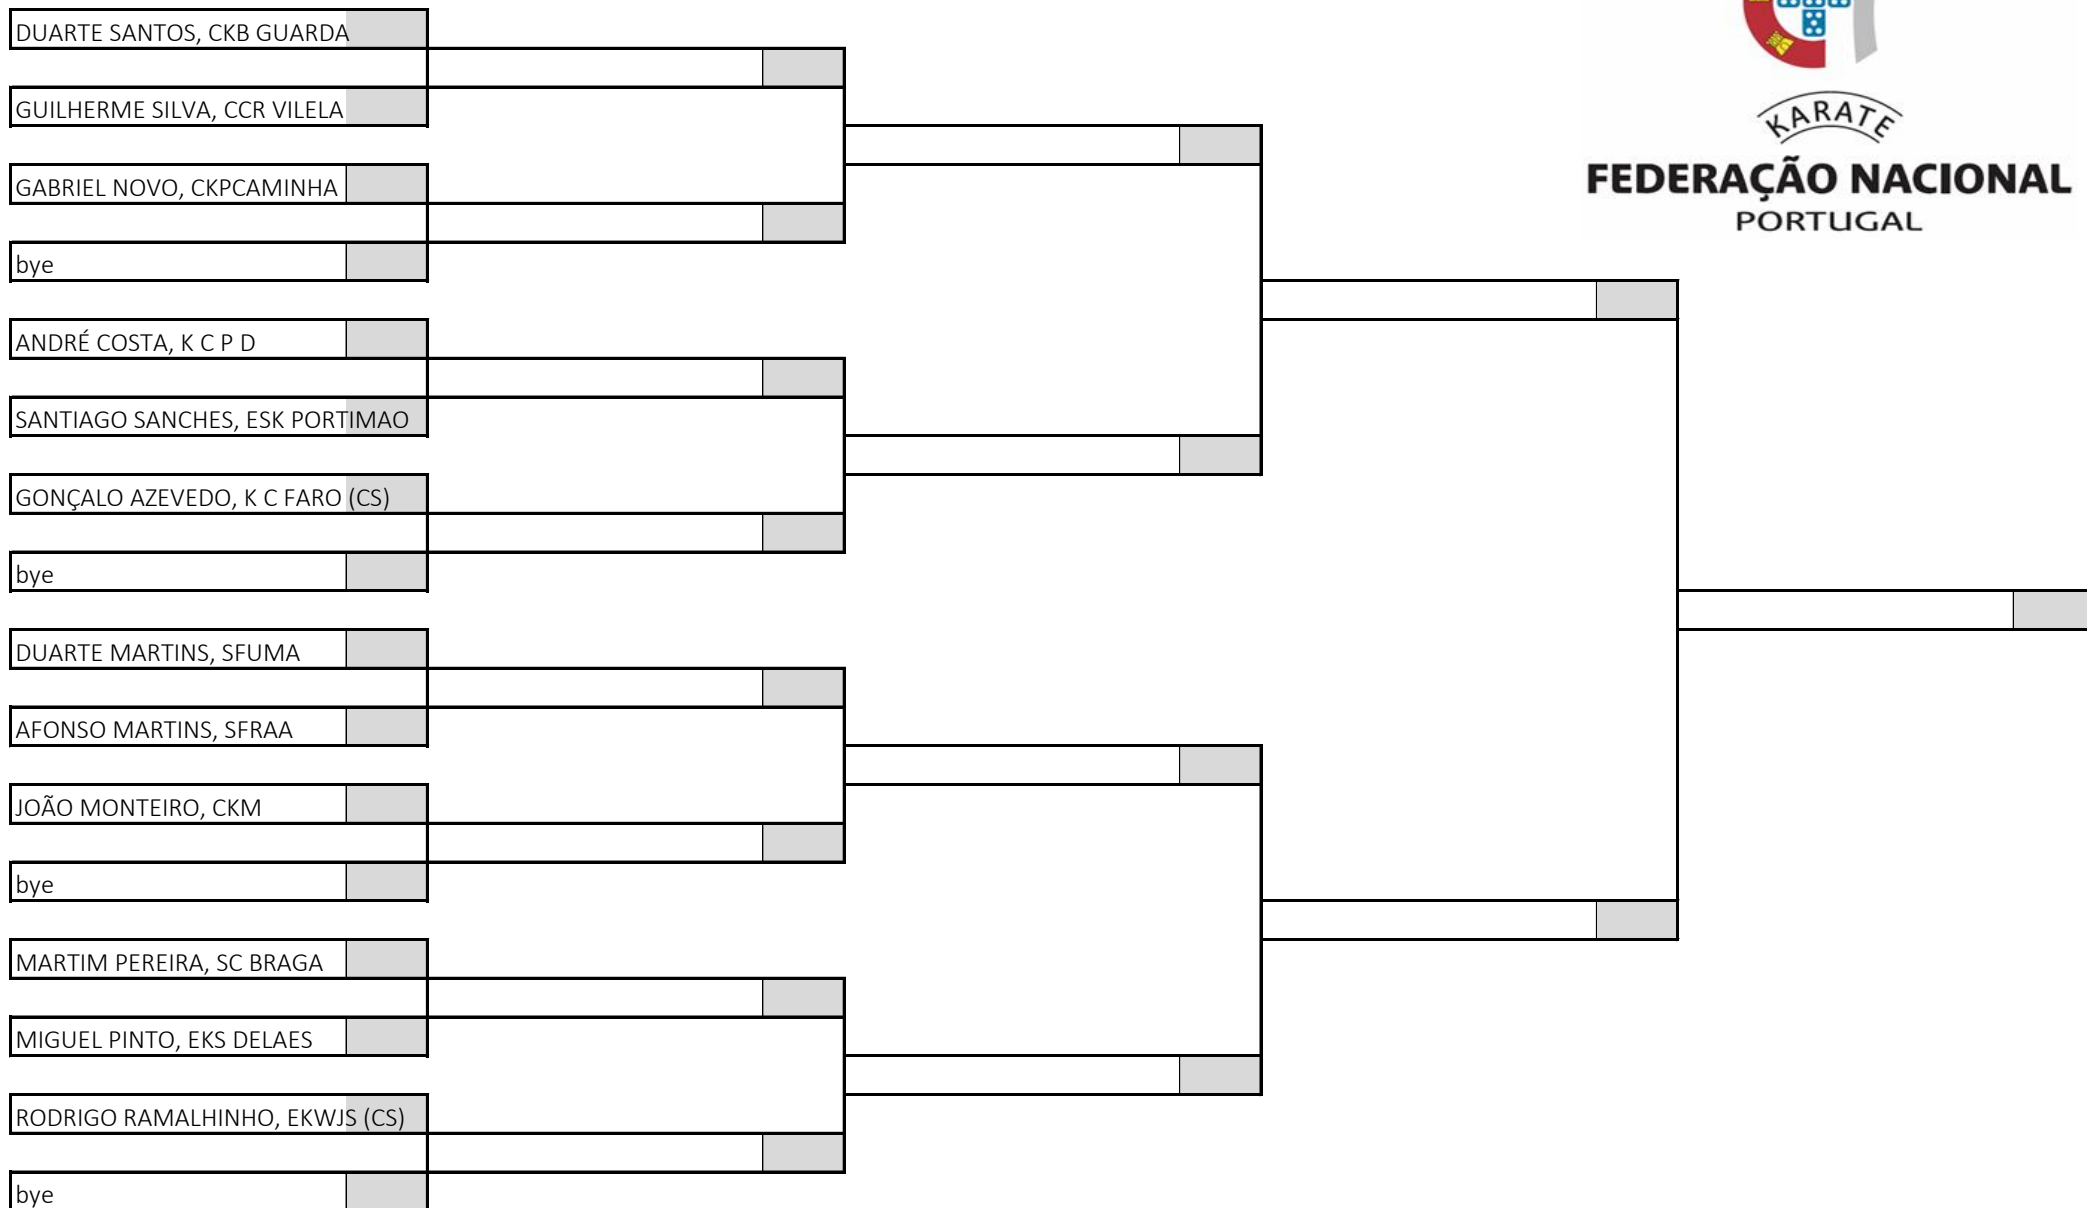 DUARTE SANTOS, CKB GUARDA
GUILHERME SILVA, CCR VILELA
GABRIEL NOVO, CKPCAMINHA
bye
ANDRÉ COSTA, K C P D
SANTIAGO SANCHES, ESK PORTIMAO
GONÇALO AZEVEDO, K C FARO (CS)
bye
DUARTE MARTINS, SFUMA
AFONSO MARTINS, SFRAA
JOÃO MONTEIRO, CKM
bye
MARTIM PEREIRA, SC BRAGA
MIGUEL PINTO, EKS DELAES
RODRIGO RAMALHINHO, EKWJS (CS)
bye
KARATE
FEDERAÇÃO NACIONAL
PORTUGAL